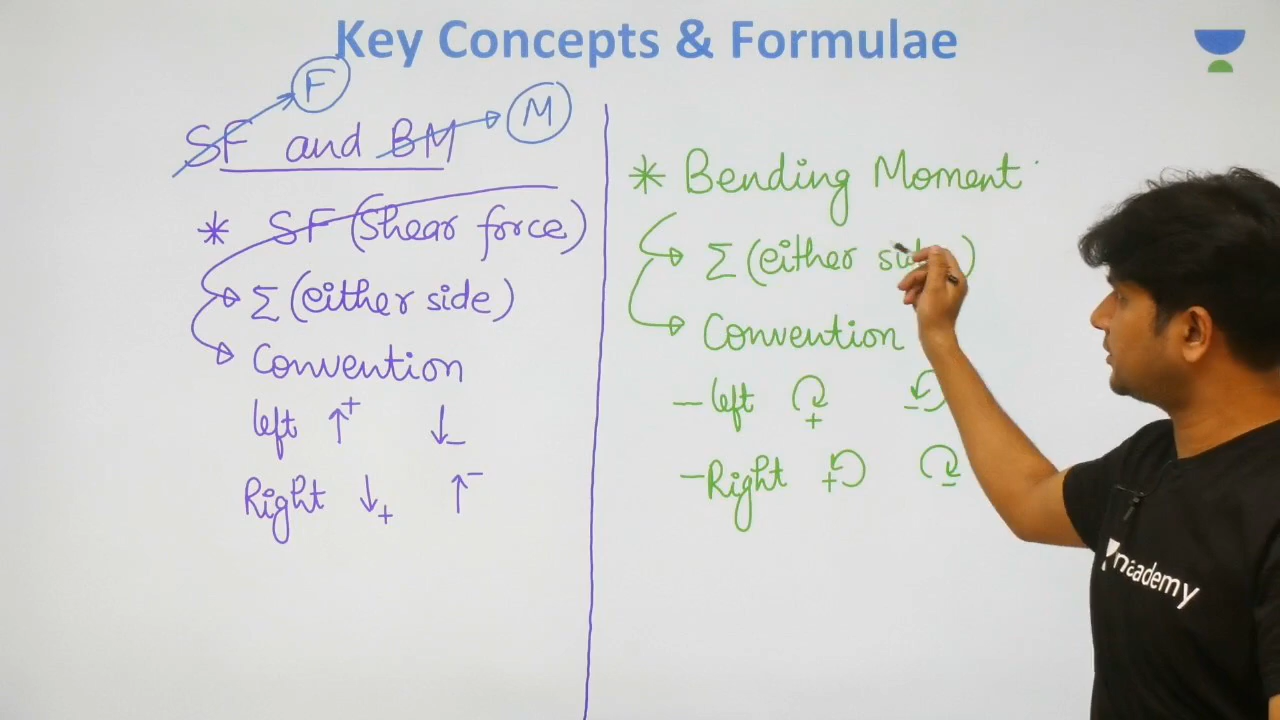 Key Concepts & Formulae
F
M
SF and BM
* SF (Shear force)
Σ (either side)
Convention
left ↑+ ↓-
Right ↓+ ↑-
* Bending Moment
Σ (either side)
Convention
- left + -
- Right + -
unacademy